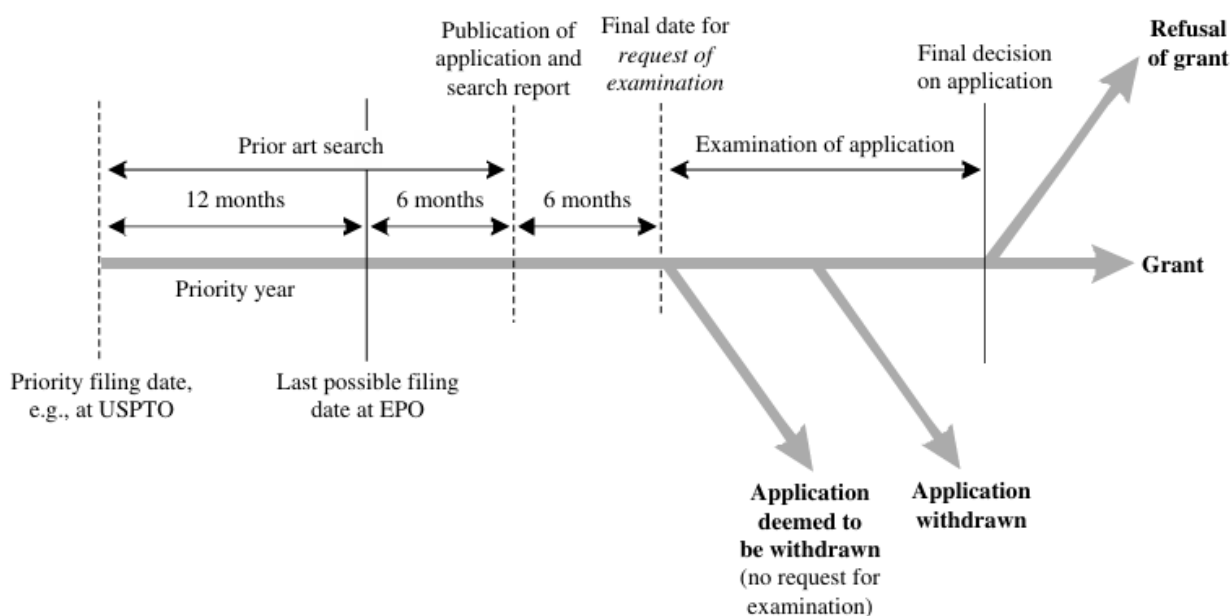 Publication of
application and
search report
Final date for
request of
examination
Final decision
on application
Refusal
of grant
Prior art search
Examination of application
12 months
6 months
6 months
Priority year
Grant
Priority filing date,
e.g., at USPTO
Last possible filing
date at EPO
Application
deemed to
be withdrawn
(no request for
examination)
Application
withdrawn